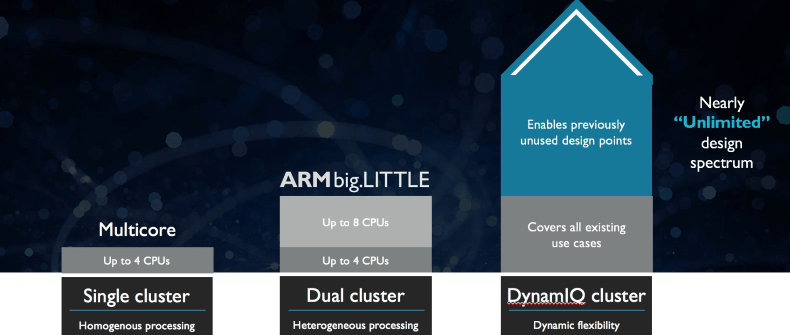 Multicore
Up to 4 CPUs
Single cluster
Homogenous processing
ARM big.LITTLE
Up to 8 CPUs
Up to 4 CPUs
Dual cluster
Heterogeneous processing
Enables previously
unused design points
Covers all existing
use cases
DynamIQ cluster
Dynamic flexibility
Nearly
“Unlimited”
design
spectrum